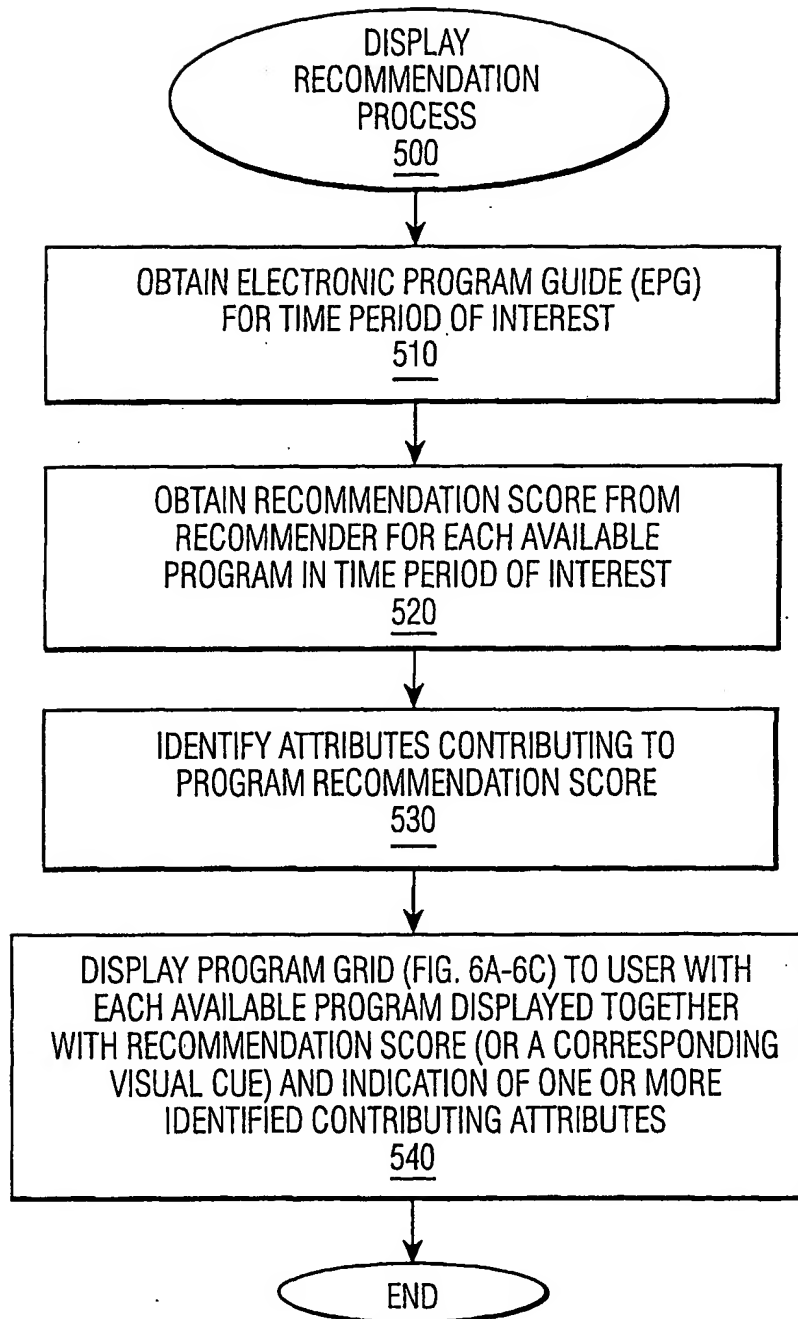 DISPLAY
RECOMMENDATION
PROCESS
500
OBTAIN ELECTRONIC PROGRAM GUIDE (EPG)
FOR TIME PERIOD OF INTEREST
510
OBTAIN RECOMMENDATION SCORE FROM
RECOMMENDER FOR EACH AVAILABLE
PROGRAM IN TIME PERIOD OF INTEREST
520
IDENTIFY ATTRIBUTES CONTRIBUTING TO
PROGRAM RECOMMENDATION SCORE
530
DISPLAY PROGRAM GRID (FIG. 6A-6C) TO USER WITH
EACH AVAILABLE PROGRAM DISPLAYED TOGETHER
WITH RECOMMENDATION SCORE (OR A CORRESPONDING
VISUAL CUE) AND INDICATION OF ONE OR MORE
IDENTIFIED CONTRIBUTING ATTRIBUTES
540
END